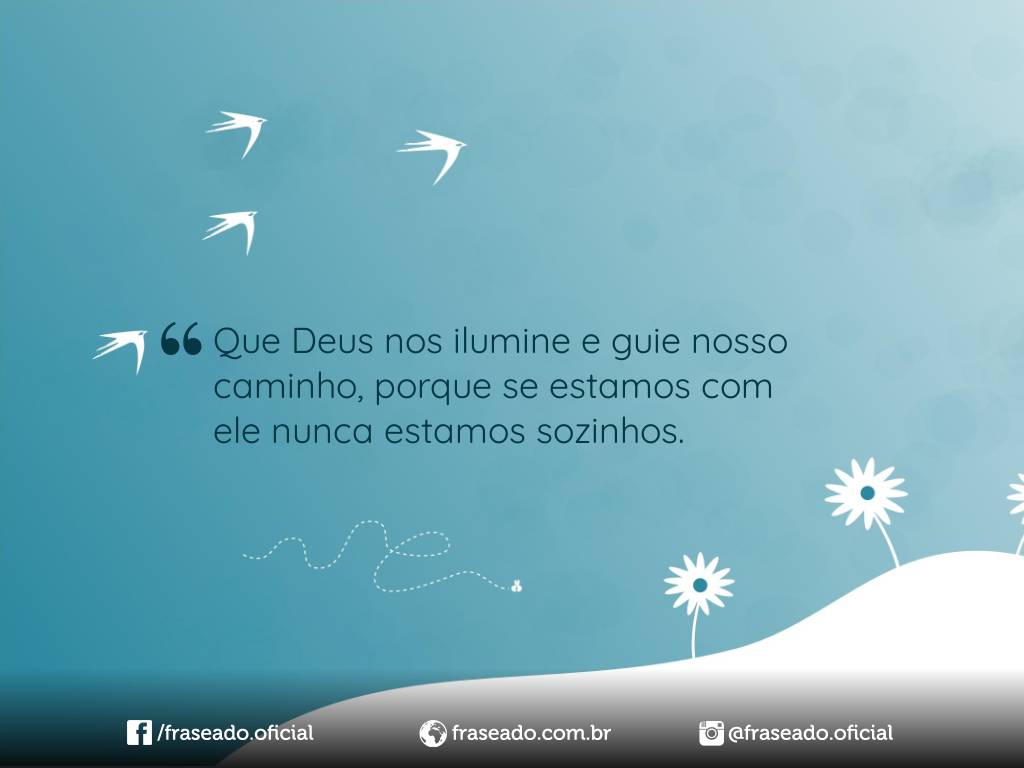 “ Que Deus nos ilumine e guie nosso
caminho, porque se estamos com
ele nunca estamos sozinhos.
/fraseado.oficial fraseado.com.br @fraseado.oficial